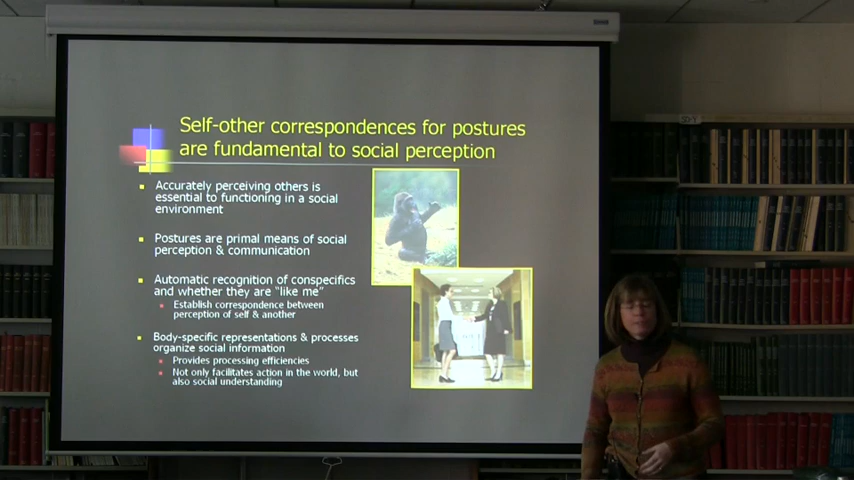 Self-other correspondences for postures
are fundamental to social perception
Accurately perceiving others is
essential to functioning in a social
environment
Postures are primal means of social
perception & communication
Automatic recognition of conspecifics
and whether they are "like me"
Establish correspondence between
perception of self & another
Body-specific representations & processes
organize social information
Provides processing efficiencies
Not only facilitates action in the world, but
also social understanding